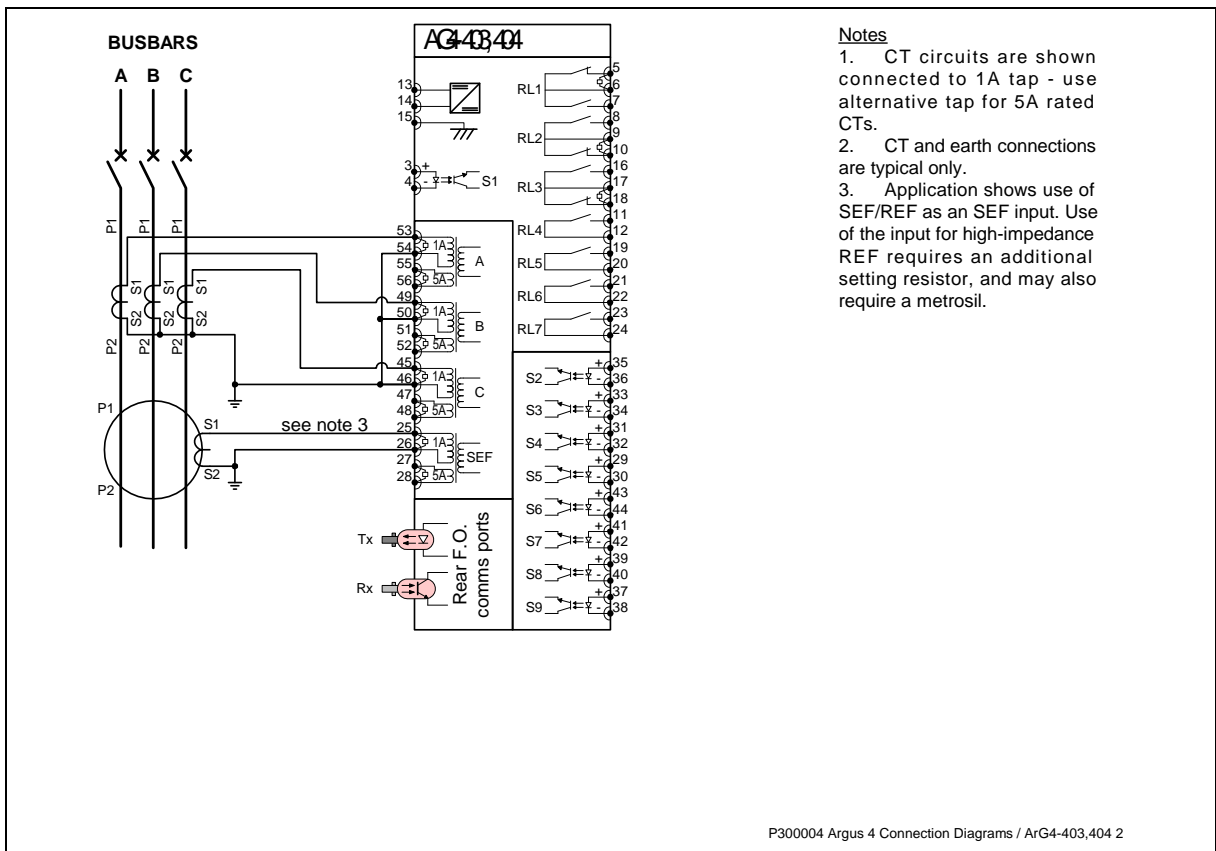 BUSBARS
A B C
AG4-403,404
Notes
1. CT circuits are shown
connected to 1A tap - use
alternative tap for 5A rated
CTs.
2. CT and earth connections
are typical only.
3. Application shows use of
SEF/REF as an SEF input. Use
of the input for high-impedance
REF requires an additional
setting resistor, and may also
require a metrosil.
13
14
15
3 +
4 -
S1
RL1
5
6
7
RL2
8
9
10
RL3
16
17
18
RL4
11
12
RL5
19
20
RL6
21
22
RL7
23
24
P1 P1
S1 S1 S1
S2 S2 S2
P2 P2 P2
53
54 1A
55
56 5A
A
49
50 1A
51
52 5A
B
45
46 1A
47
48 5A
C
25
26 1A
27
28 5A
SEF
P1
P2
S1
S2
see note 3
S2
+ 35
- 36
S3
+ 33
- 34
S4
+ 31
- 32
S5
+ 29
- 30
S6
+ 43
- 44
S7
+ 41
- 42
S8
+ 39
- 40
S9
+ 37
- 38
Tx
Rx
Rear F.O.
comms ports
P300004 Argus 4 Connection Diagrams / ArG4-403,404 2